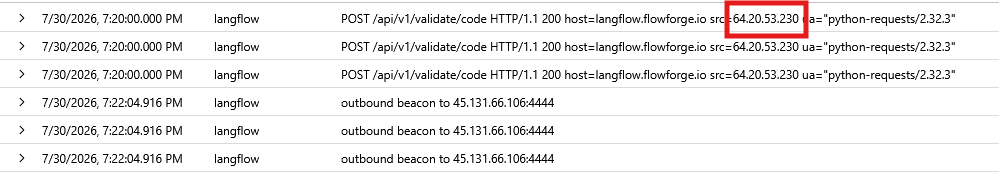 7/30/2026, 7:20:00.000 PM langflow POST /api/v1/validate/code HTTP/1.1 200 host=langflow.flowforge.io src=64.20.53.230 ua="python-requests/2.32.3"
7/30/2026, 7:20:00.000 PM langflow POST /api/v1/validate/code HTTP/1.1 200 host=langflow.flowforge.io src=64.20.53.230 ua="python-requests/2.32.3"
7/30/2026, 7:20:00.000 PM langflow POST /api/v1/validate/code HTTP/1.1 200 host=langflow.flowforge.io src=64.20.53.230 ua="python-requests/2.32.3"
7/30/2026, 7:22:04.916 PM langflow outbound beacon to 45.131.66.106:4444
7/30/2026, 7:22:04.916 PM langflow outbound beacon to 45.131.66.106:4444
7/30/2026, 7:22:04.916 PM langflow outbound beacon to 45.131.66.106:4444